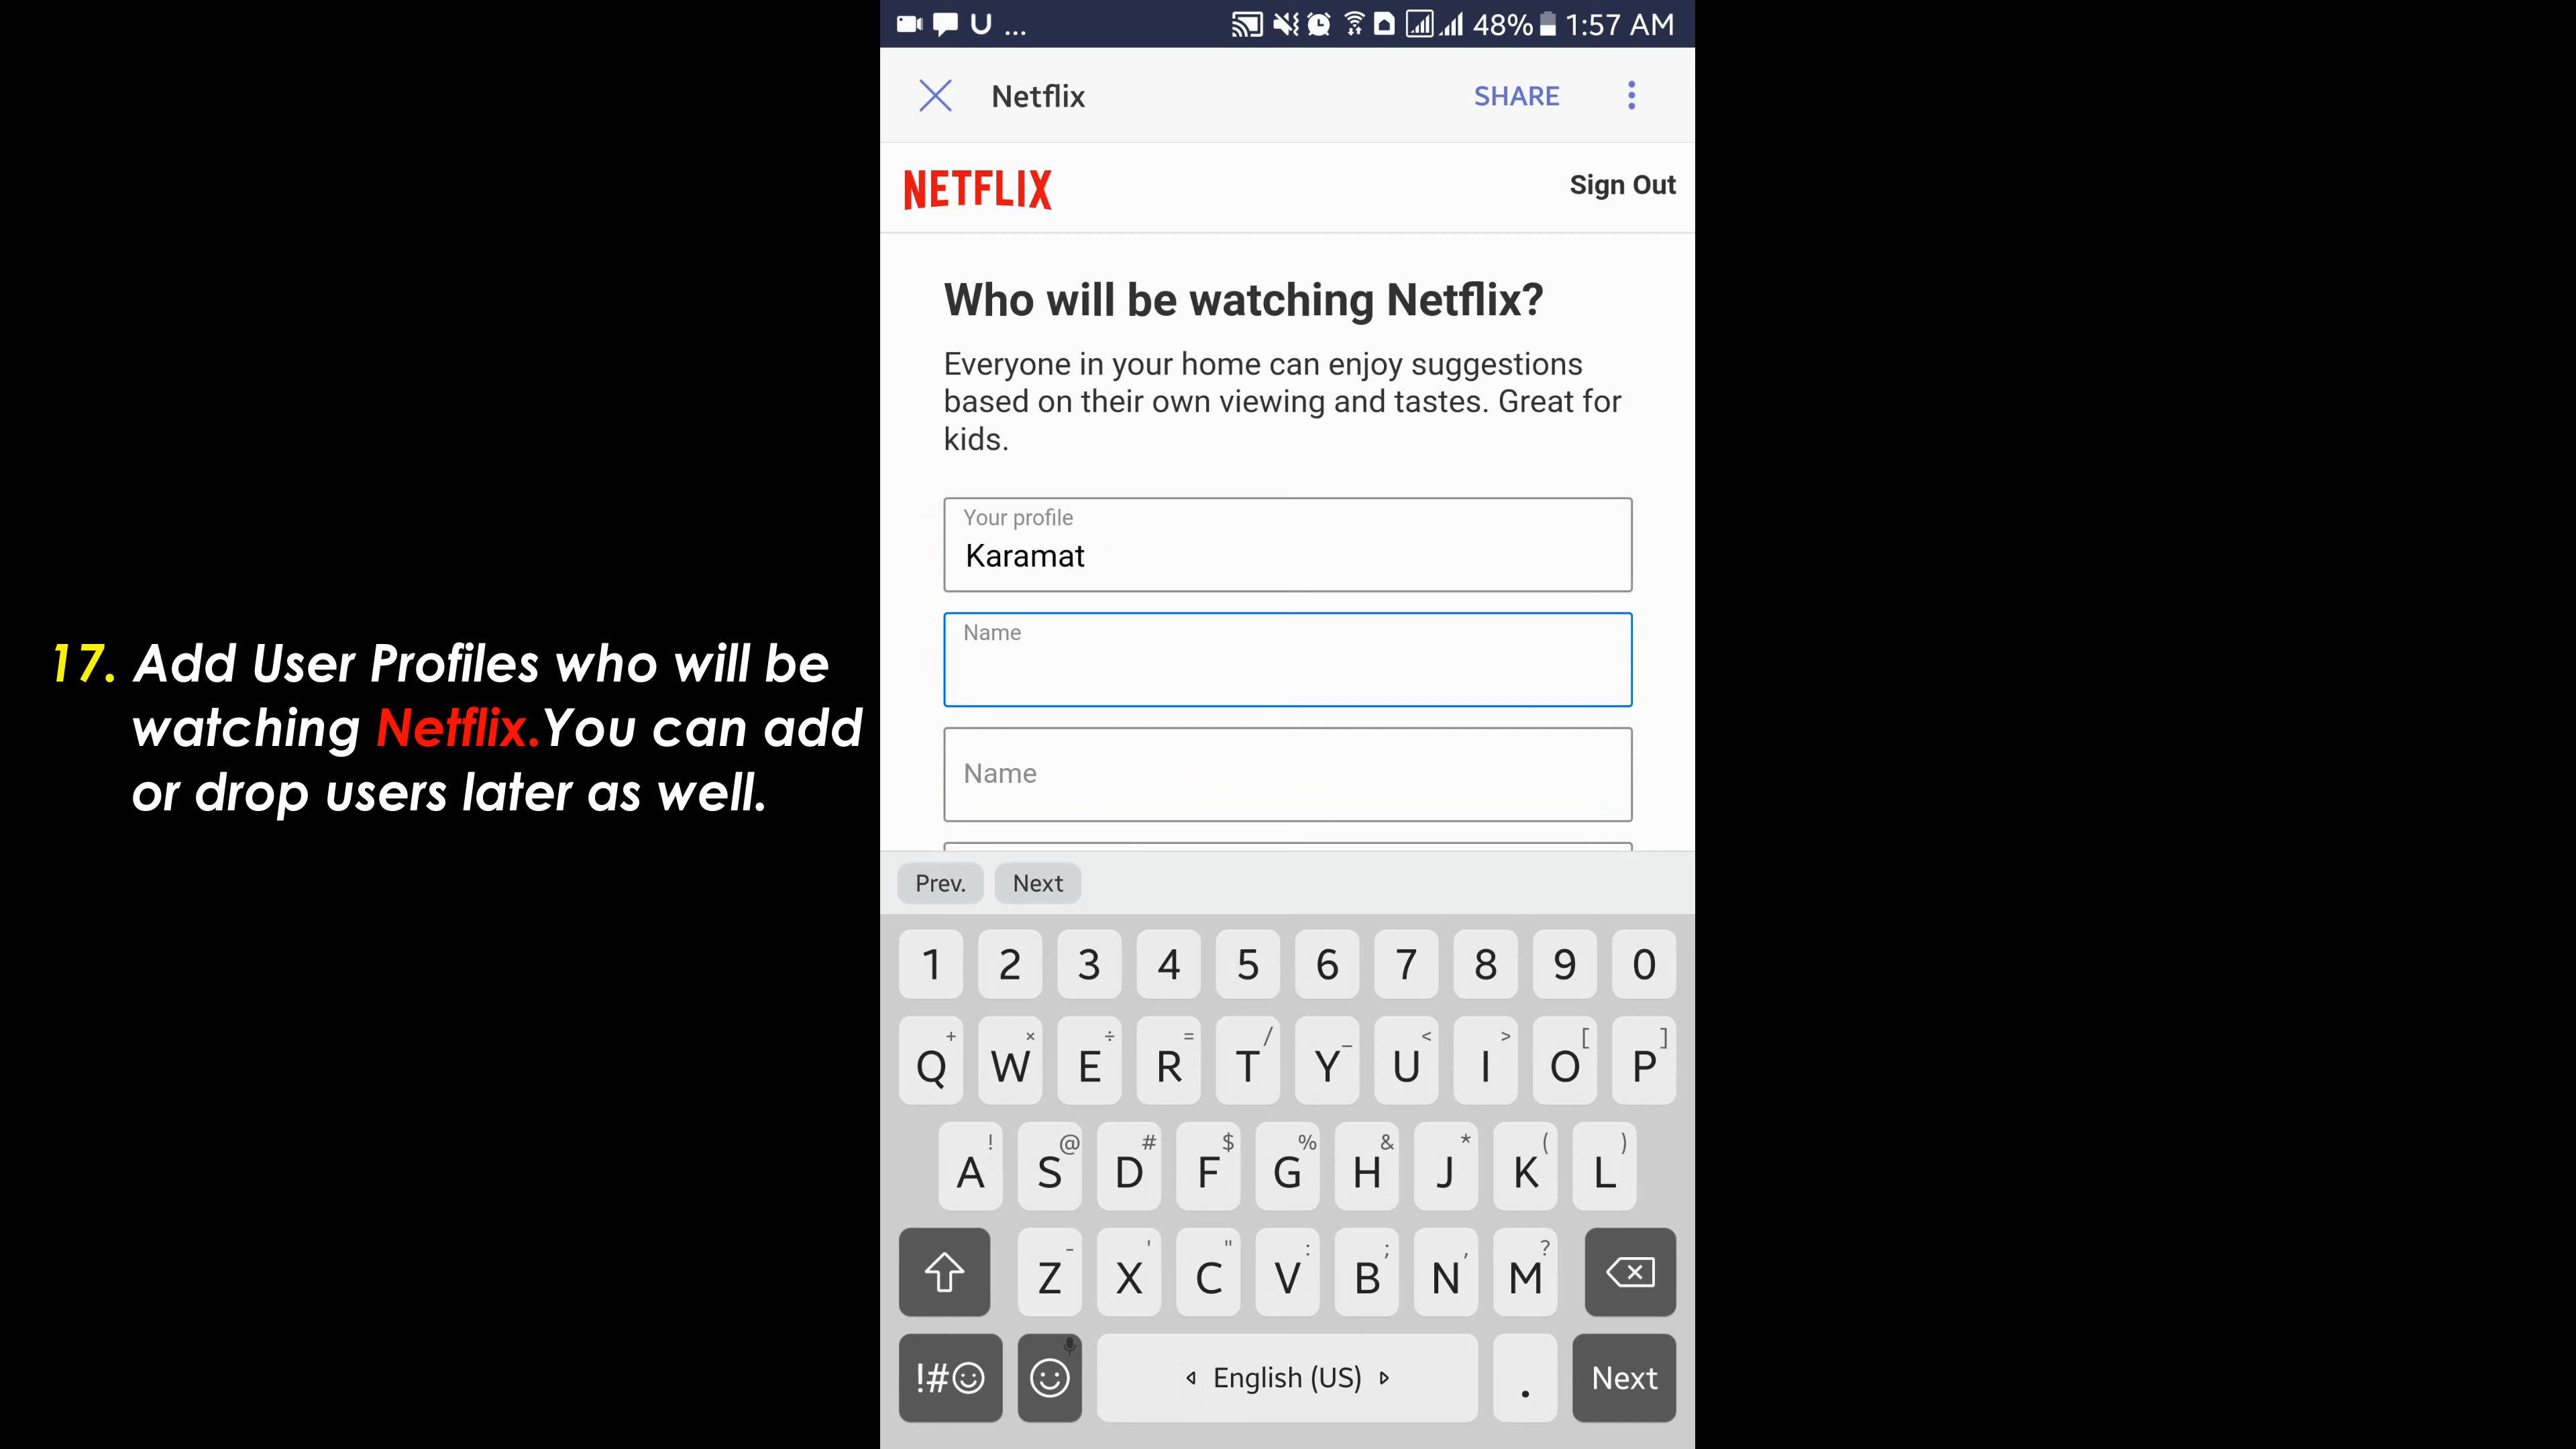 ... 48% 1:57 AM
Netflix SHARE
NETFLIX Sign Out
Who will be watching Netflix?
Everyone in your home can enjoy suggestions
based on their own viewing and tastes. Great for
kids.
Your profile
Karamat
Name
Name
17. Add User Profiles who will be
watching Netflix.You can add
or drop users later as well.
Prev. Next
1 2 3 4 5 6 7 8 9 0
+ × ÷ = / _ < > [ ]
Q W E R T Y U I O P
! @ # $ % & * ( )
A S D F G H J K L
- ' " : ; , ?
Z X C V B N M
!# English (US) . Next